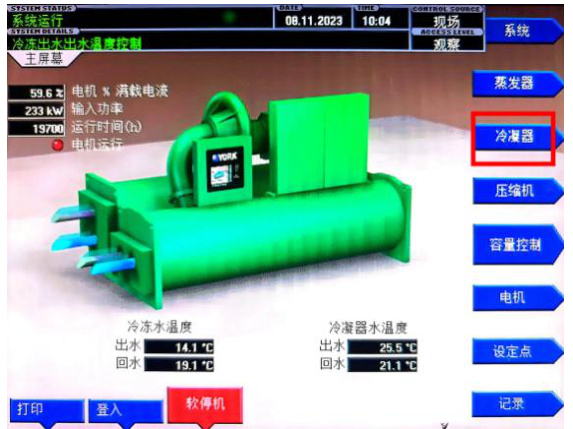 SYSTEM STATUS
系统运行
DATE
08.11.2023
TIME
10:04
CONTROL SOURCE
现场
SYSTEM DETAILS
冷冻出水出水温度控制
ACCESS LEVEL
观察
系统
主屏幕
59.6 % 电机 % 满载电流
233 kW 输入功率
19700 运行时间(h)
电机运行
YORK
蒸发器
冷凝器
压缩机
容量控制
电机
设定点
记录
冷冻水温度
出水 14.1 °C
回水 19.1 °C
冷凝器水温度
出水 25.5 °C
回水 21.1 °C
打印
登入
软停机